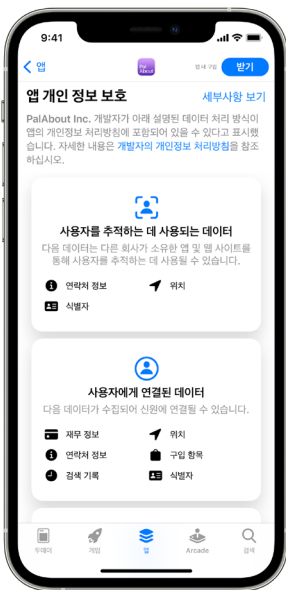 9:41
앱
Pal
About
앱 내 구입
받기
앱 개인 정보 보호
세부사항 보기
PalAbout Inc. 개발자가 아래 설명된 데이터 처리 방식이
앱의 개인정보 처리방침에 포함되어 있을 수 있다고 표시했
습니다. 자세한 내용은 개발자의 개인정보 처리방침을 참조
하십시오.
사용자를 추적하는 데 사용되는 데이터
다음 데이터는 다른 회사가 소유한 앱 및 웹 사이트를
통해 사용자를 추적하는 데 사용될 수 있습니다.
연락처 정보
위치
식별자
사용자에게 연결된 데이터
다음 데이터가 수집되어 신원에 연결될 수 있습니다.
재무 정보
위치
연락처 정보
구입 항목
검색 기록
식별자
투데이
게임
앱
Arcade
검색